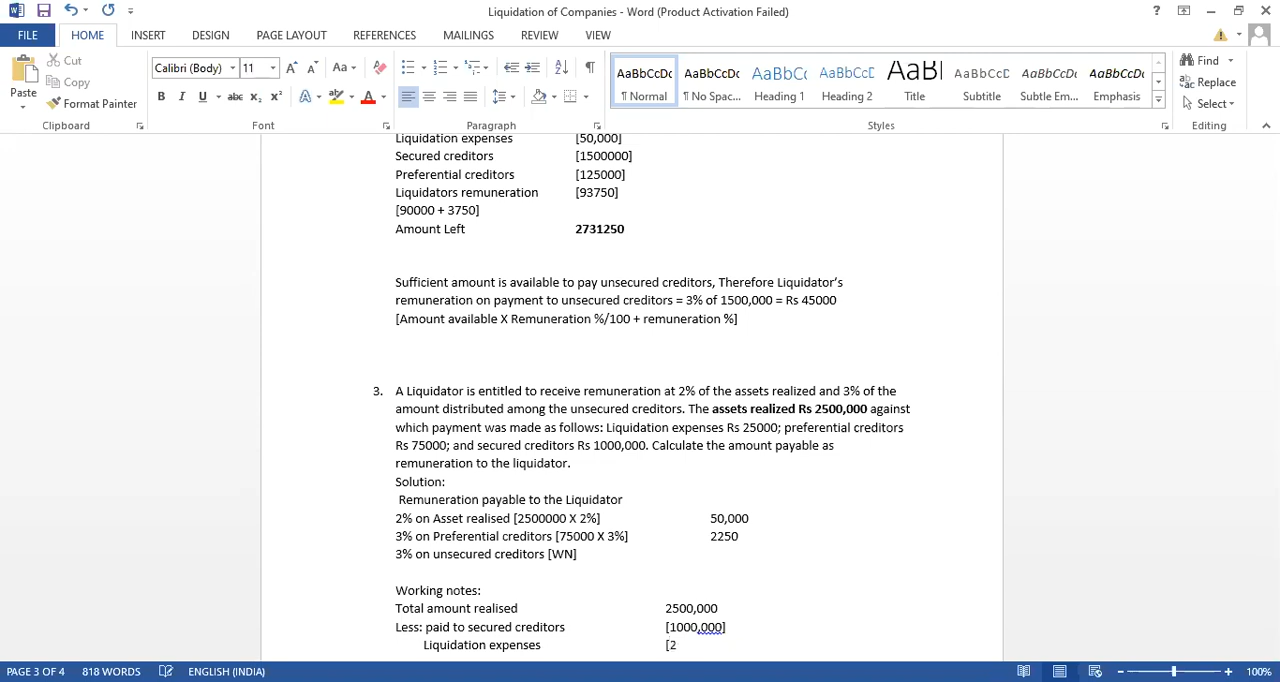 Liquidation of Companies - Word (Product Activation Failed)
FILE HOME INSERT DESIGN PAGE LAYOUT REFERENCES MAILINGS REVIEW VIEW
Paste
Cut
Copy
Format Painter
Clipboard
Calibri (Body) 11
Font
Paragraph
AaBbCcDc AaBbCcDc AaBbCc AaBbCcD AaBI AaBbCcD AaBbCcDc AaBbCcDc
¶ Normal ¶ No Spac... Heading 1 Heading 2 Title Subtitle Subtle Em... Emphasis
Styles
Find
Replace
Select
Editing
Liquidation expenses [50,000]
Secured creditors [1500000]
Preferential creditors [125000]
Liquidators remuneration [93750]
[90000 + 3750]
Amount Left 2731250
Sufficient amount is available to pay unsecured creditors, Therefore Liquidator's
remuneration on payment to unsecured creditors = 3% of 1500,000 = Rs 45000
[Amount available X Remuneration %/100 + remuneration %]
3. A Liquidator is entitled to receive remuneration at 2% of the assets realized and 3% of the
amount distributed among the unsecured creditors. The assets realized Rs 2500,000 against
which payment was made as follows: Liquidation expenses Rs 25000; preferential creditors
Rs 75000; and secured creditors Rs 1000,000. Calculate the amount payable as
remuneration to the liquidator.
Solution:
Remuneration payable to the Liquidator
2% on Asset realised [2500000 X 2%] 50,000
3% on Preferential creditors [75000 X 3%] 2250
3% on unsecured creditors [WN]
Working notes:
Total amount realised 2500,000
Less: paid to secured creditors [1000,000]
Liquidation expenses [2
PAGE 3 OF 4 818 WORDS ENGLISH (INDIA) 100%